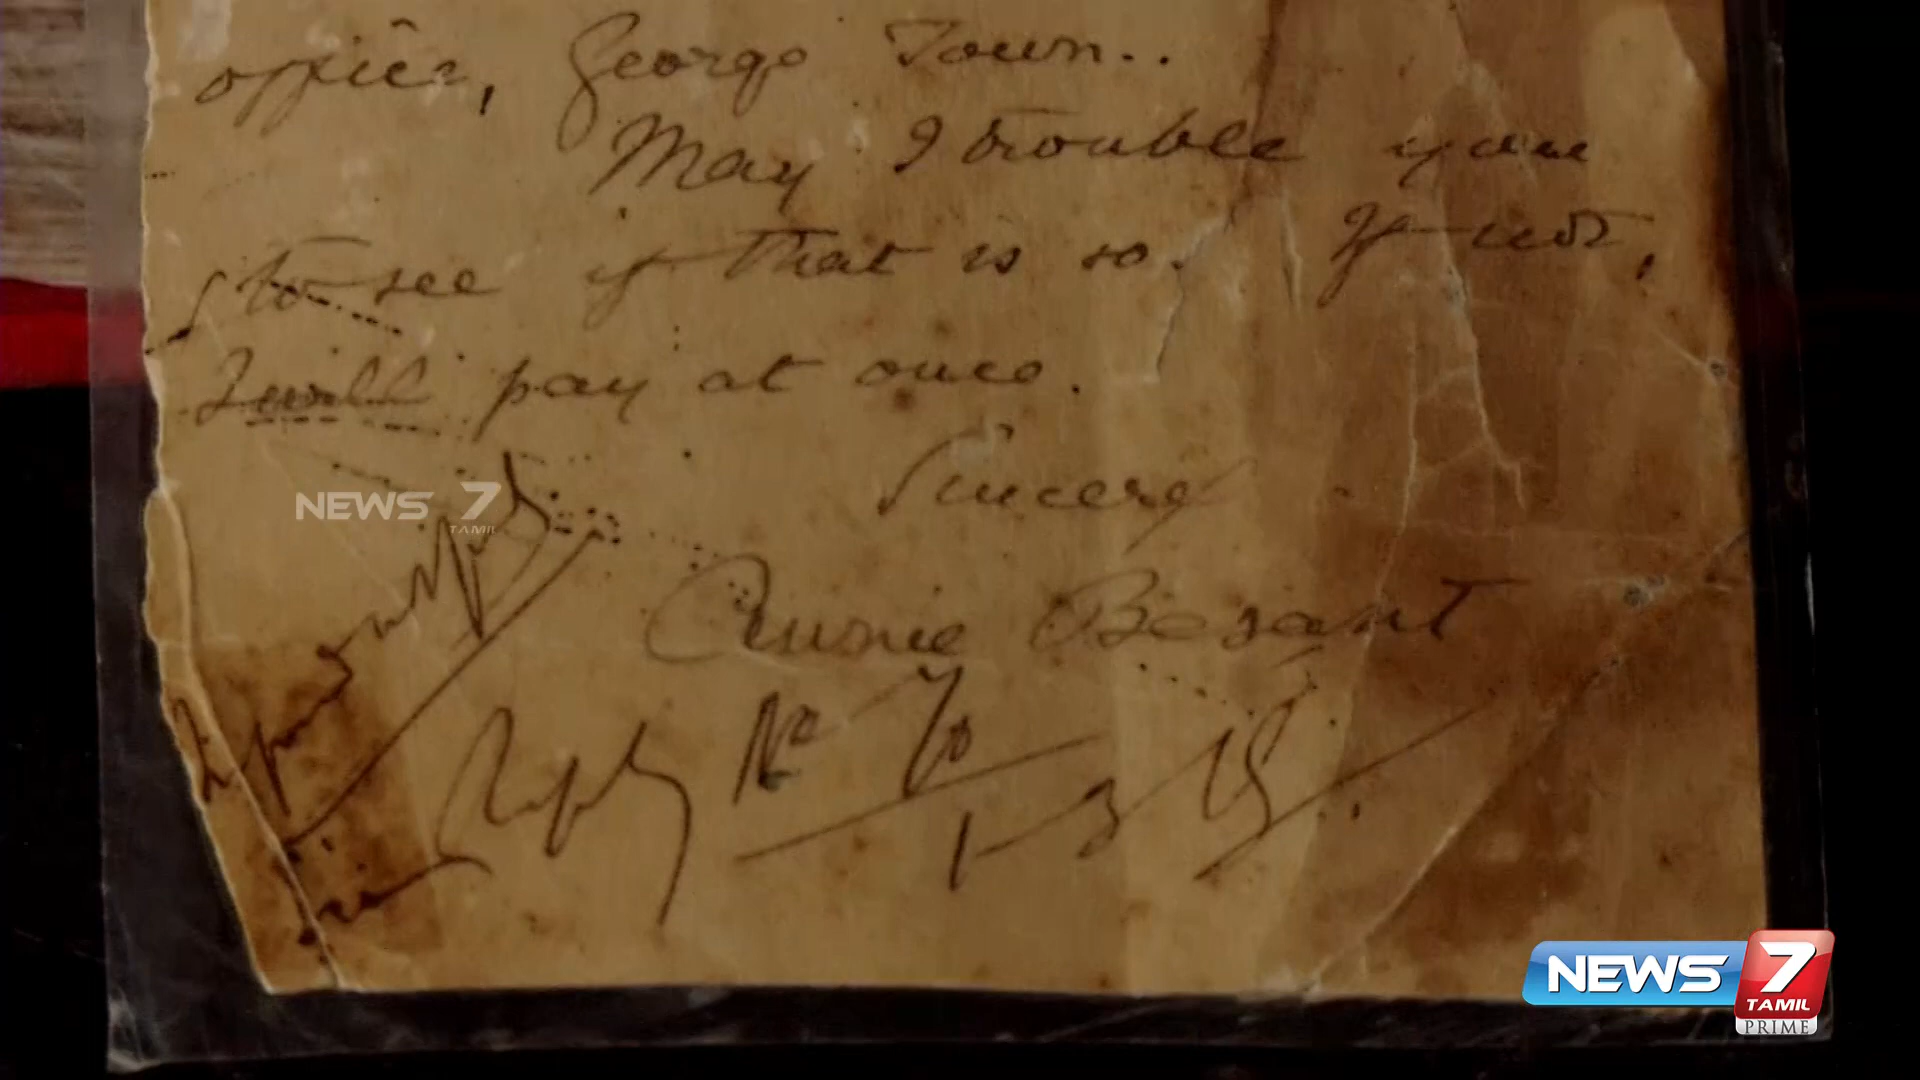 office, George Town..
May I trouble you
to see if that is so. If not,
I will pay at once.
Sincerely
Annie Besant
NEWS 7
TAMIL
NEWS 7
TAMIL
PRIME